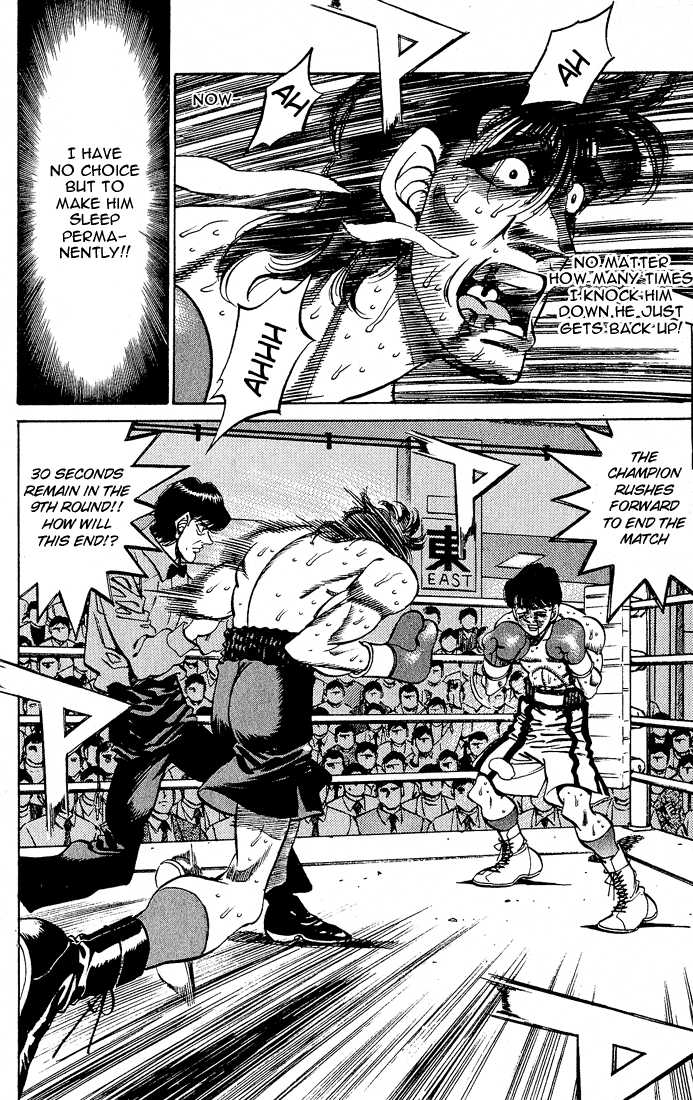 AH
NO MATTER
HOW MANY TIMES
I KNOCK HIM
DOWN, HE JUST
GETS BACK UP!
AH
NOW-
AHHH
I HAVE
NO CHOICE
BUT TO
MAKE HIM
SLEEP
PERMA-
NENTLY!!
THE
CHAMPION
RUSHES
FORWARD
TO END THE
MATCH
東
EAST
30 SECONDS
REMAIN IN THE
9TH ROUND!!
HOW WILL
THIS END!?